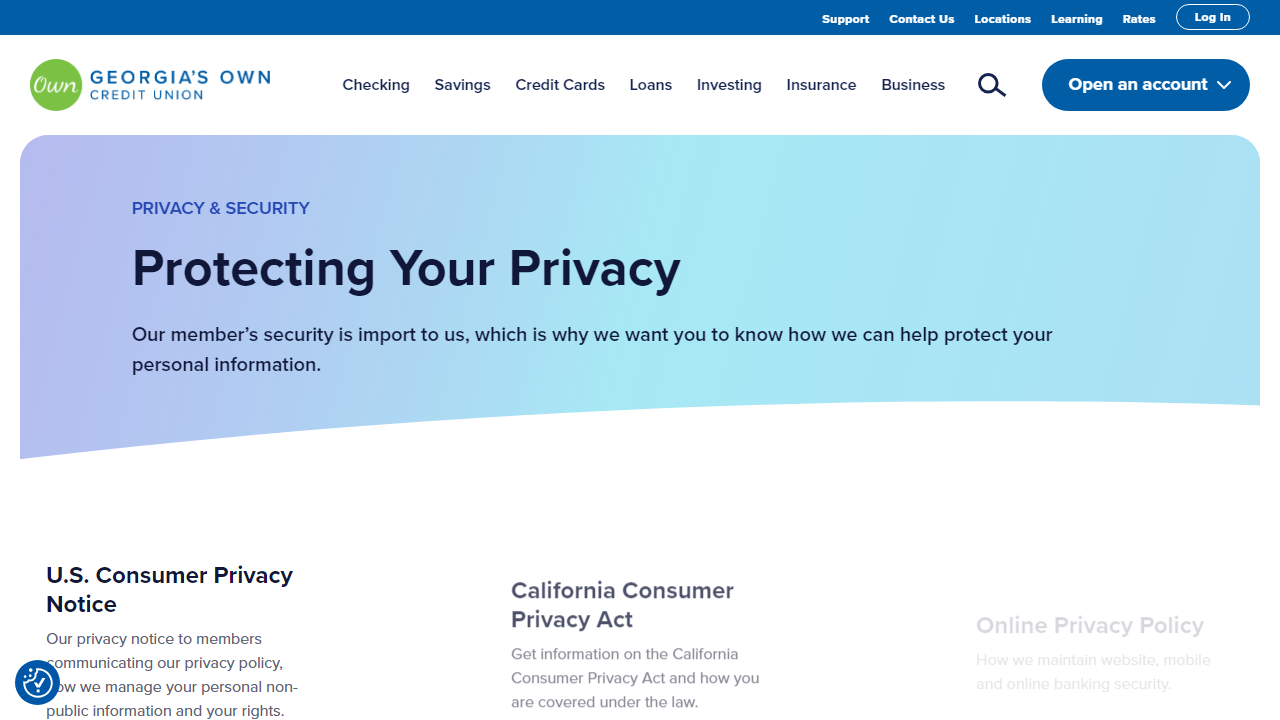 Support Contact Us Locations Learning Rates Log In
Own GEORGIA'S OWN
CREDIT UNION
Checking Savings Credit Cards Loans Investing Insurance Business Open an account
PRIVACY & SECURITY
Protecting Your Privacy
Our member’s security is import to us, which is why we want you to know how we can help protect your
personal information.
U.S. Consumer Privacy
Notice
Our privacy notice to members
communicating our privacy policy,
how we manage your personal non-
public information and your rights.
California Consumer
Privacy Act
Get information on the California
Consumer Privacy Act and how you
are covered under the law.
Online Privacy Policy
How we maintain website, mobile
and online banking security.